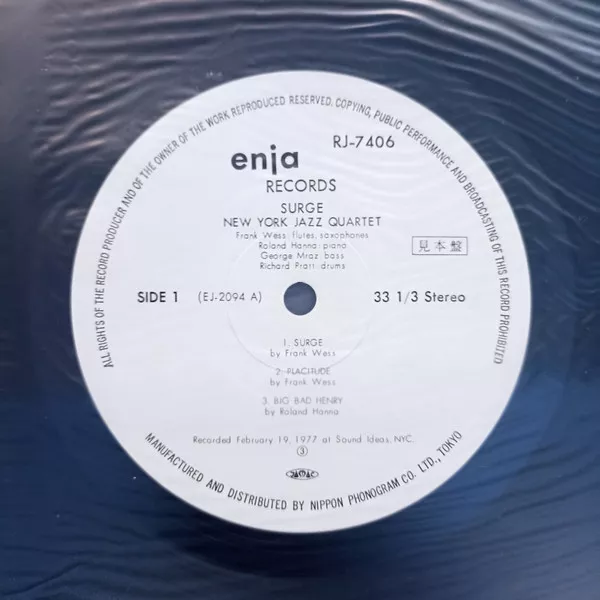 ALL RIGHTS OF THE RECORD PRODUCER AND OF THE OWNER OF THE WORK REPRODUCED RESERVED. COPYING, PUBLIC PERFORMANCE AND BROADCASTING OF THIS RECORD PROHIBITED
enja
RJ-7406
RECORDS
SURGE
NEW YORK JAZZ QUARTET
Frank Wess: flutes, saxophones
Roland Hanna: piano
George Mraz: bass
Richard Pratt: drums
見本盤
SIDE 1 (EJ-2094 A) 33 1/3 Stereo
1. SURGE
by Frank Wess
2. PLACITUDE
by Frank Wess
3. BIG BAD HENRY
by Roland Hanna
Recorded February 19, 1977 at Sound Ideas, NYC.
③
MANUFACTURED AND DISTRIBUTED BY NIPPON PHONOGRAM CO. LTD., TOKYO